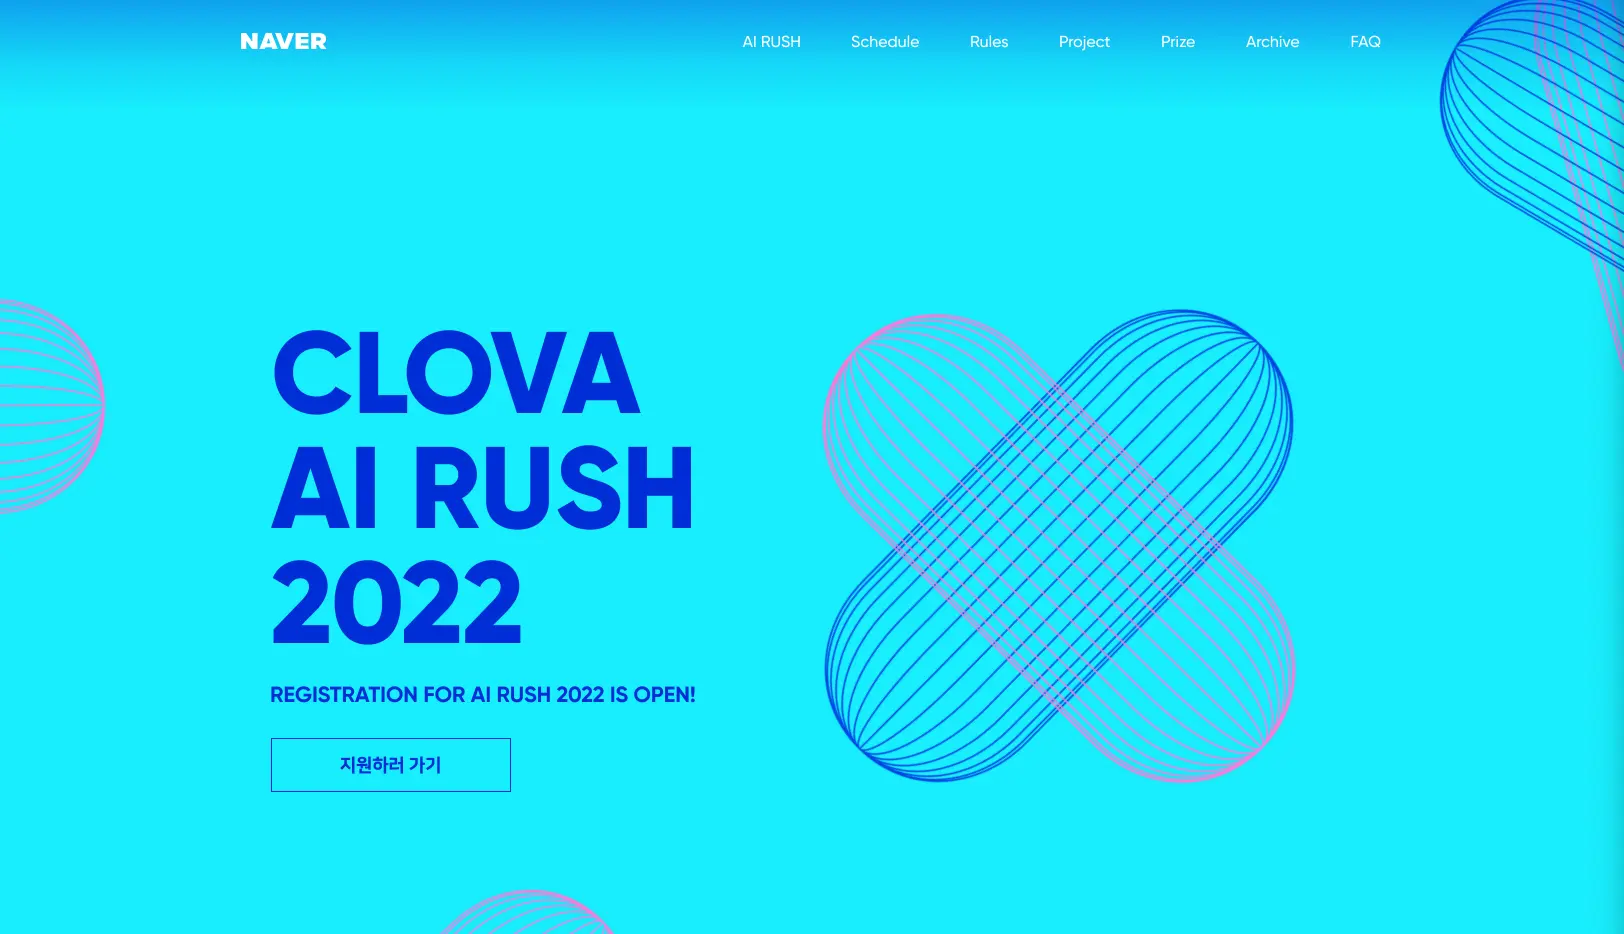 NAVER
AI RUSH Schedule Rules Project Prize Archive FAQ
CLOVA
AI RUSH
2022
REGISTRATION FOR AI RUSH 2022 IS OPEN!
지원하러 가기